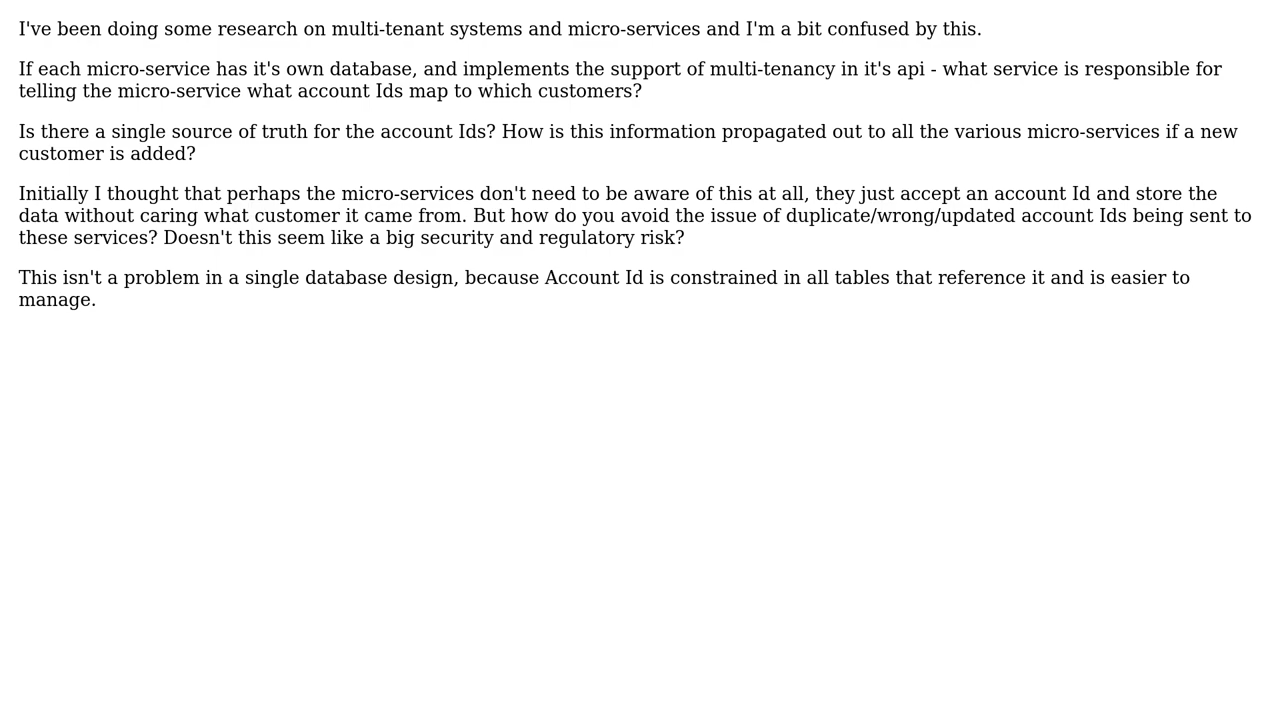 I've been doing some research on multi-tenant systems and micro-services and I'm a bit confused by this.
If each micro-service has it's own database, and implements the support of multi-tenancy in it's api - what service is responsible for
telling the micro-service what account Ids map to which customers?
Is there a single source of truth for the account Ids? How is this information propagated out to all the various micro-services if a new
customer is added?
Initially I thought that perhaps the micro-services don't need to be aware of this at all, they just accept an account Id and store the
data without caring what customer it came from. But how do you avoid the issue of duplicate/wrong/updated account Ids being sent to
these services? Doesn't this seem like a big security and regulatory risk?
This isn't a problem in a single database design, because Account Id is constrained in all tables that reference it and is easier to
manage.